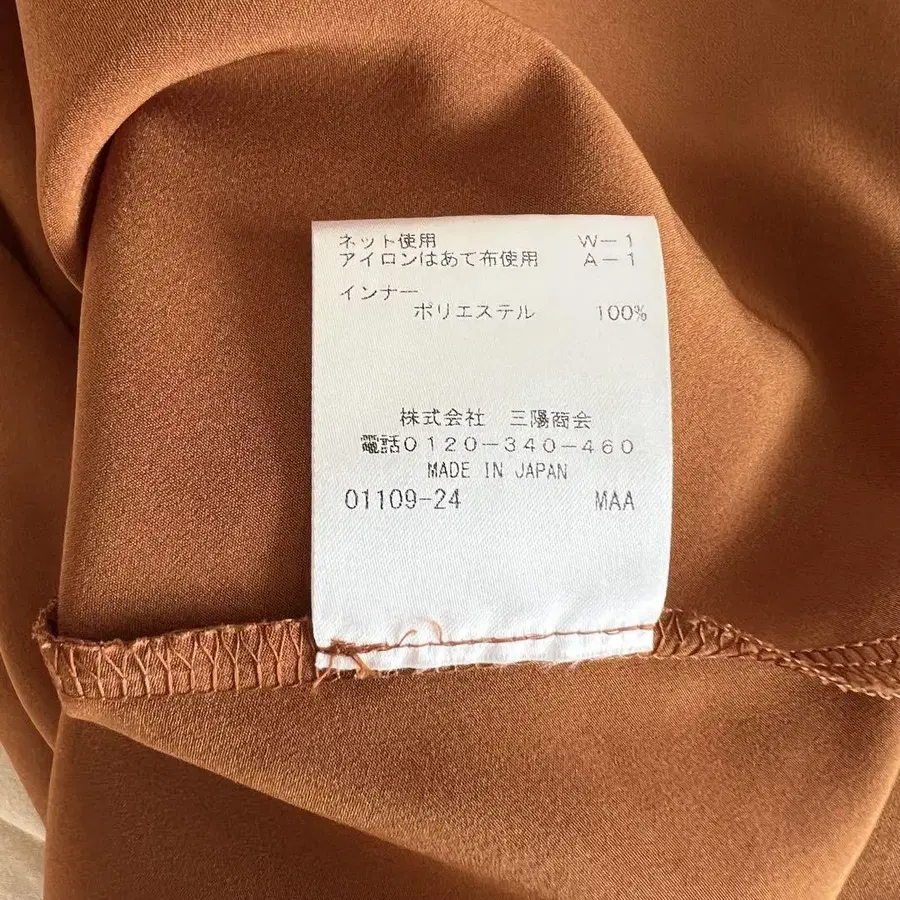 ネット使用 W-1
アイロンはあて布使用 A-1
インナー
ポリエステル 100%
株式会社 三陽商会
電話0120-340-460
MADE IN JAPAN
01109-24 MAA